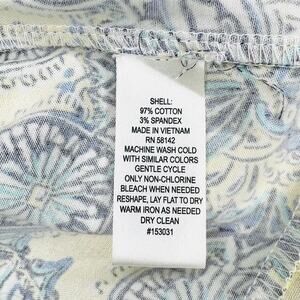 SHELL:
97% COTTON
3% SPANDEX
MADE IN VIETNAM
RN 58142
MACHINE WASH COLD
WITH SIMILAR COLORS
GENTLE CYCLE
ONLY NON-CHLORINE
BLEACH WHEN NEEDED
RESHAPE, LAY FLAT TO DRY
WARM IRON AS NEEDED
DRY CLEAN
#153031